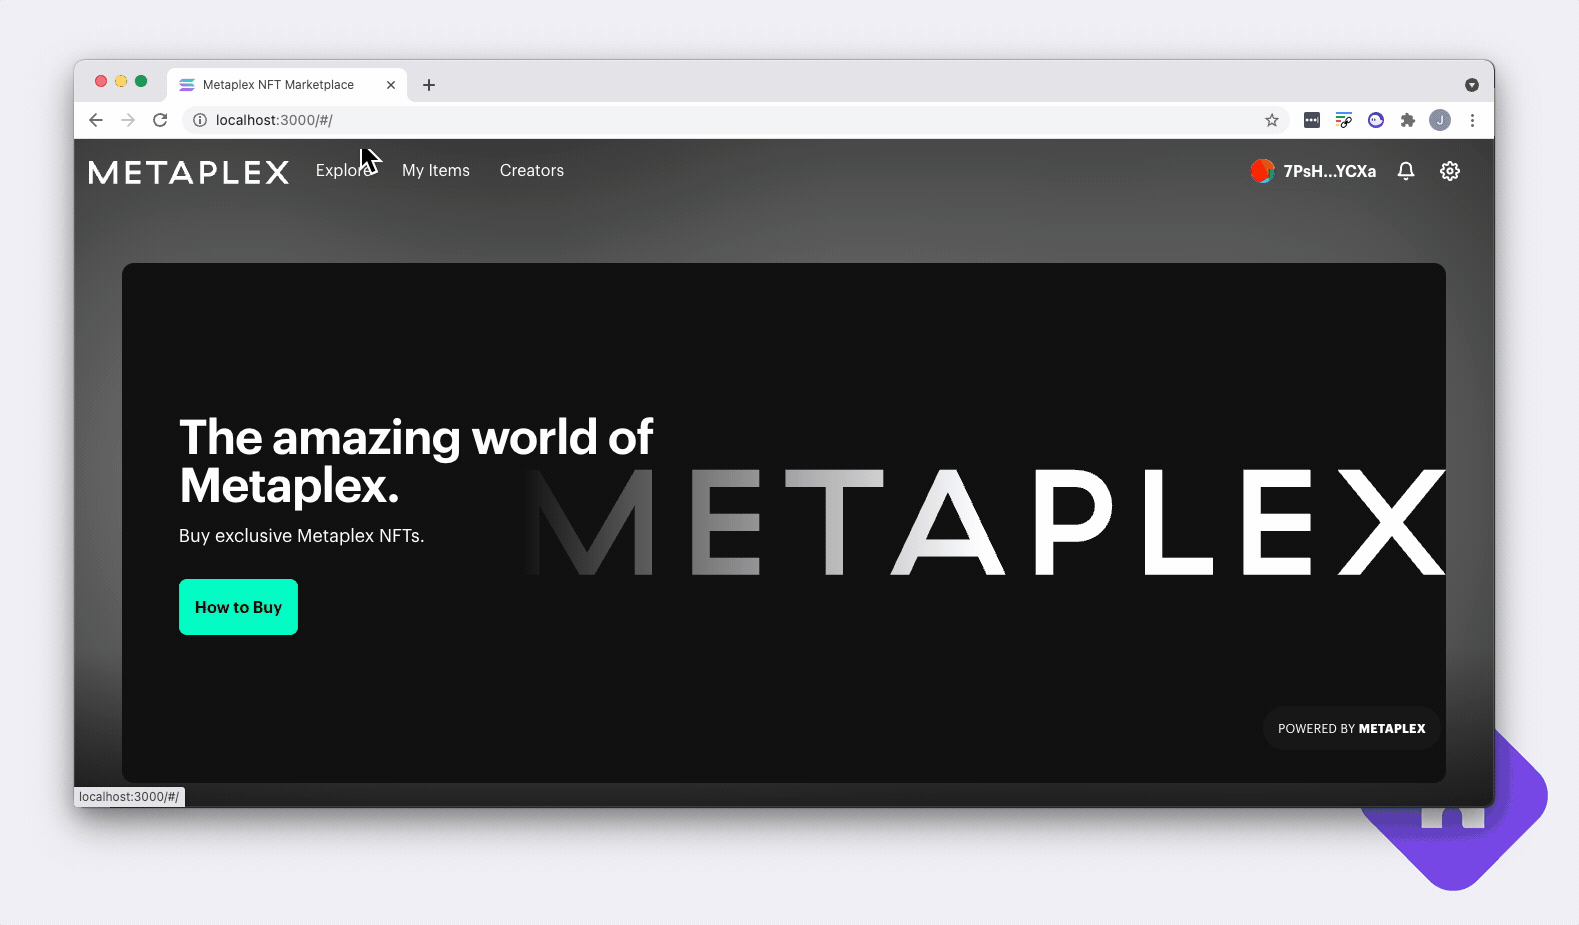 Metaplex NFT Marketplace
localhost:3000/#/
J
METAPLEX
Explore
My Items
Creators
7PsH...YCXa
The amazing world of
Metaplex.
METAPLEX
Buy exclusive Metaplex NFTs.
How to Buy
POWERED BY METAPLEX
localhost:3000/#/